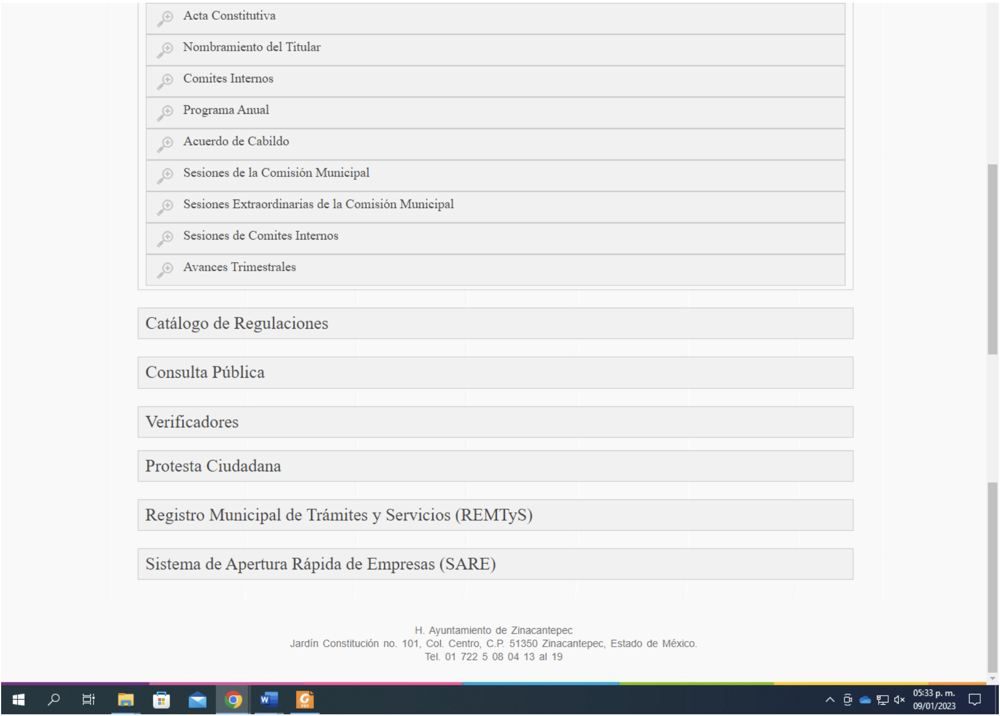 Acta Constitutiva
Nombramiento del Titular
Comites Internos
Programa Anual
Acuerdo de Cabildo
Sesiones de la Comisión Municipal
Sesiones Extraordinarias de la Comisión Municipal
Sesiones de Comites Internos
Avances Trimestrales
Catálogo de Regulaciones
Consulta Pública
Verificadores
Protesta Ciudadana
Registro Municipal de Trámites y Servicios (REMTyS)
Sistema de Apertura Rápida de Empresas (SARE)
H. Ayuntamiento de Zinacantepec
Jardín Constitución no. 101, Col. Centro, C.P. 51350 Zinacantepec, Estado de México.
Tel. 01 722 5 08 04 13 al 19
W
G
PDF
05:33 p. m.
09/01/2023